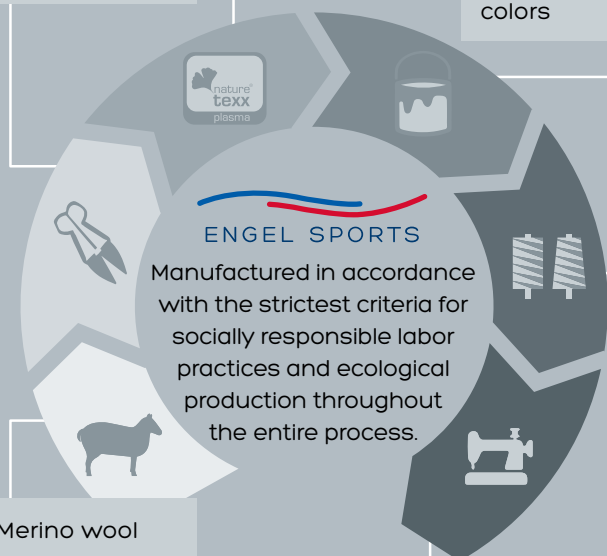 colors
nature
texx
plasma
ENGEL SPORTS
Manufactured in accordance
with the strictest criteria for
socially responsible labor
practices and ecological
production throughout
the entire process.
Merino wool